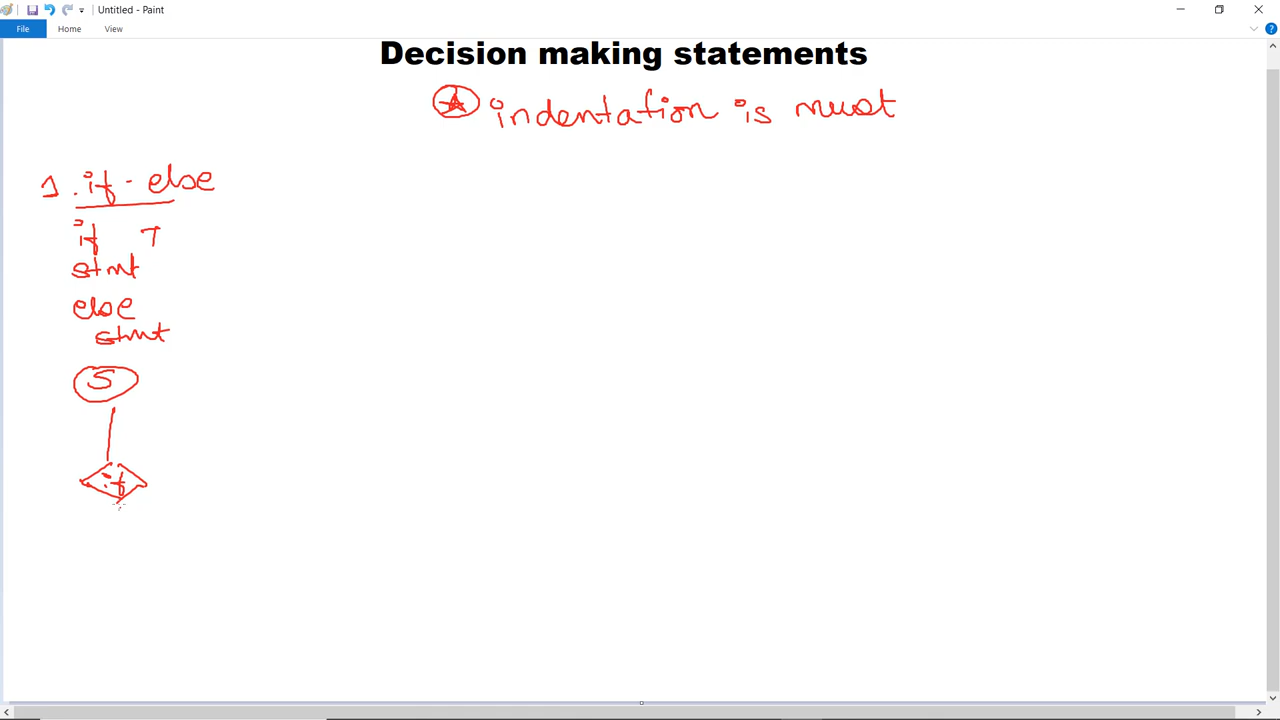 Untitled - Paint
File Home View
Decision making statements
indentation is must
1. if - else
if T
stmt
else
stmt
S
if